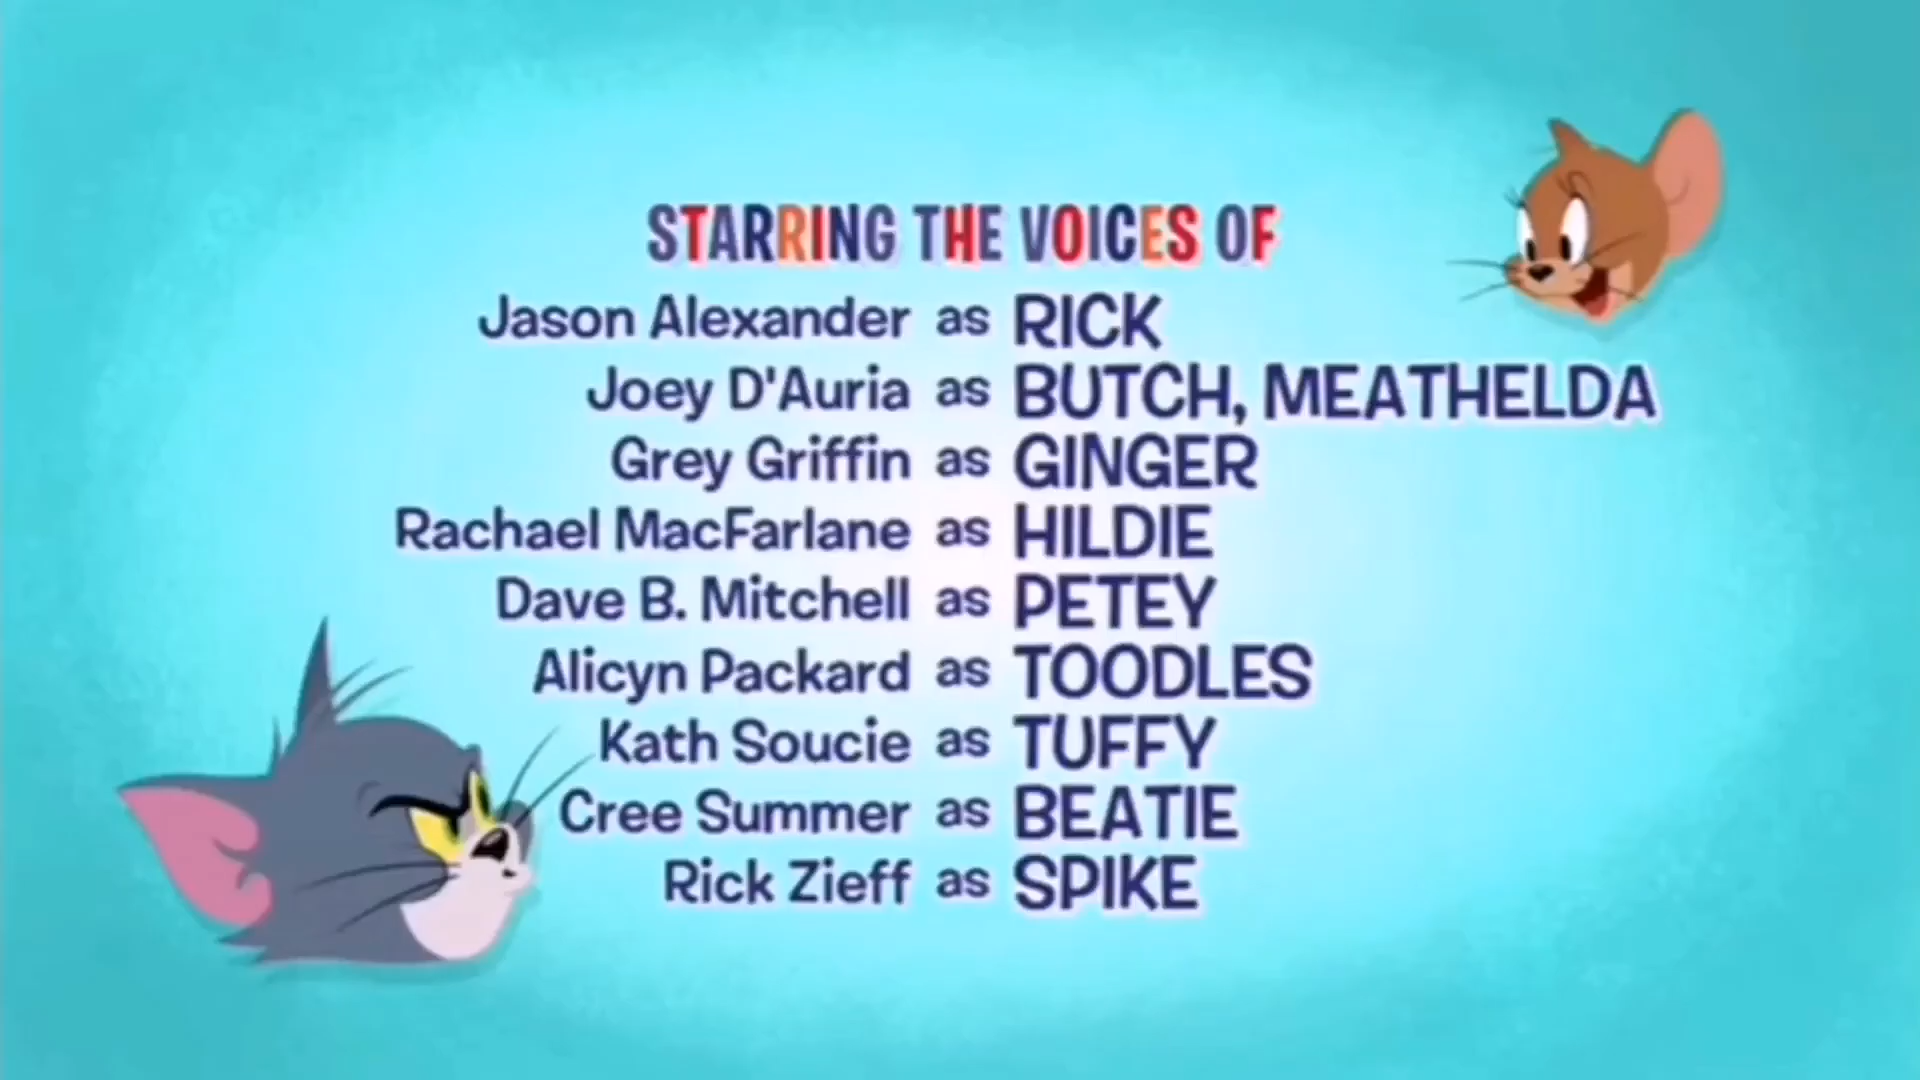 STARRING THE VOICES OF
Jason Alexander as RICK
Joey D'Auria as BUTCH, MEATHELDA
Grey Griffin as GINGER
Rachael MacFarlane as HILDIE
Dave B. Mitchell as PETEY
Alicyn Packard as TOODLES
Kath Soucie as TUFFY
Cree Summer as BEATIE
Rick Zieff as SPIKE